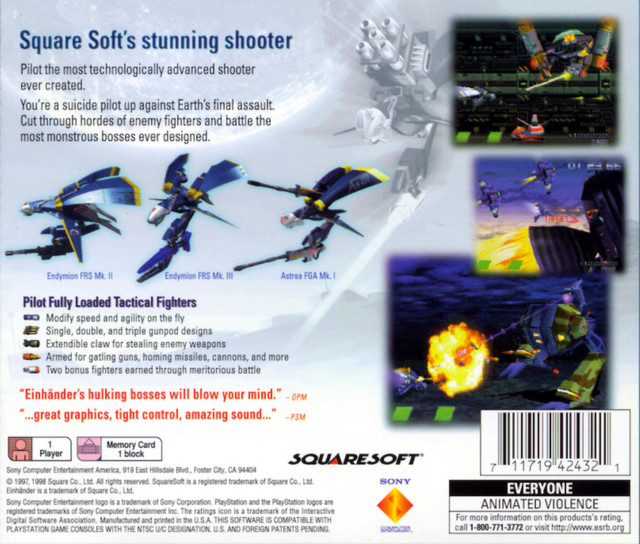 Square Soft's stunning shooter
Pilot the most technologically advanced shooter
ever created.
You're a suicide pilot up against Earth's final assault.
Cut through hordes of enemy fighters and battle the
most monstrous bosses ever designed.
01 23 66
Endymion FRS Mk. II
Endymion FRS Mk. III
Astrea FGA Mk. I
Pilot Fully Loaded Tactical Fighters
Modify speed and agility on the fly
Single, double, and triple gunpod designs
Extendible claw for stealing enemy weapons
Armed for gatling guns, homing missiles, cannons, and more
Two bonus fighters earned through meritorious battle
"Einhänder's hulking bosses will blow your mind." – OPM
"...great graphics, tight control, amazing sound..." – PSM
1
Player
Memory Card
1 block
SQUARESOFT
Sony Computer Entertainment America, 919 East Hillsdale Blvd., Foster City, CA 94404
© 1997, 1998 Square Co., Ltd. All rights reserved. SquareSoft is a registered trademark of Square Co., Ltd.
Einhänder is a trademark of Square Co., Ltd.
Sony Computer Entertainment logo is a trademark of Sony Corporation. PlayStation and the PlayStation logos are
registered trademarks of Sony Computer Entertainment Inc. The ratings icon is a trademark of the Interactive
Digital Software Association. Manufactured and printed in the U.S.A. THIS SOFTWARE IS COMPATIBLE WITH
PLAYSTATION GAME CONSOLES WITH THE NTSC U/C DESIGNATION. U.S. AND FOREIGN PATENTS PENDING.
SONY
COMPUTER
ENTERTAINMENT
7 11719 42432 1
EVERYONE
ANIMATED VIOLENCE
For more information on this product's rating,
call 1-800-771-3772 or visit http://www.esrb.org